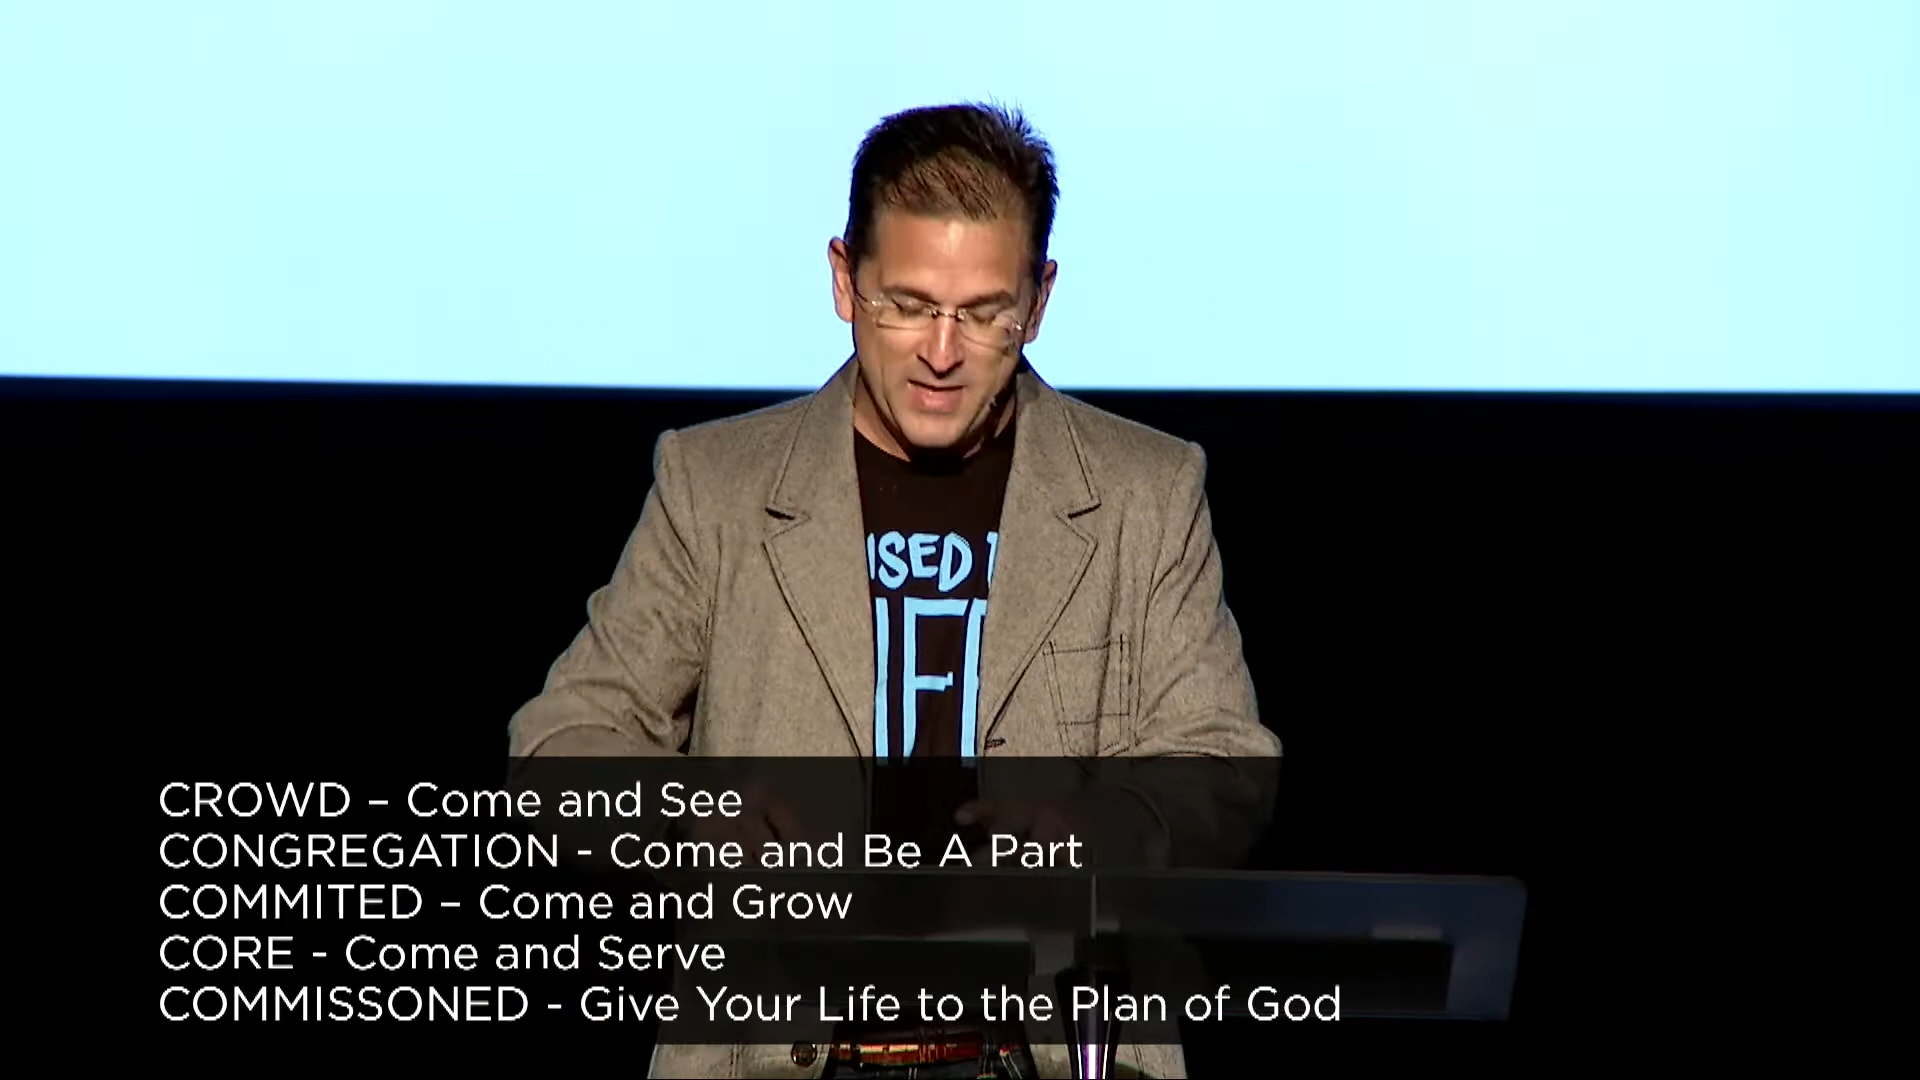 CROWD – Come and See
CONGREGATION - Come and Be A Part
COMMITED – Come and Grow
CORE - Come and Serve
COMMISSONED - Give Your Life to the Plan of God